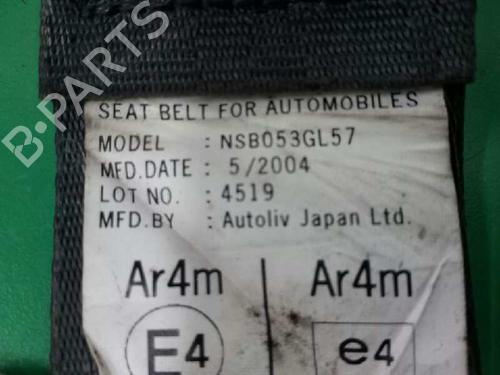 SEAT BELT FOR AUTOMOBILES
MODEL : NSB053GL57
MFD.DATE : 5/2004
LOT NO. : 4519
MFD.BY : Autoliv Japan Ltd.
Ar4m Ar4m
E4 e4
B-PARTS